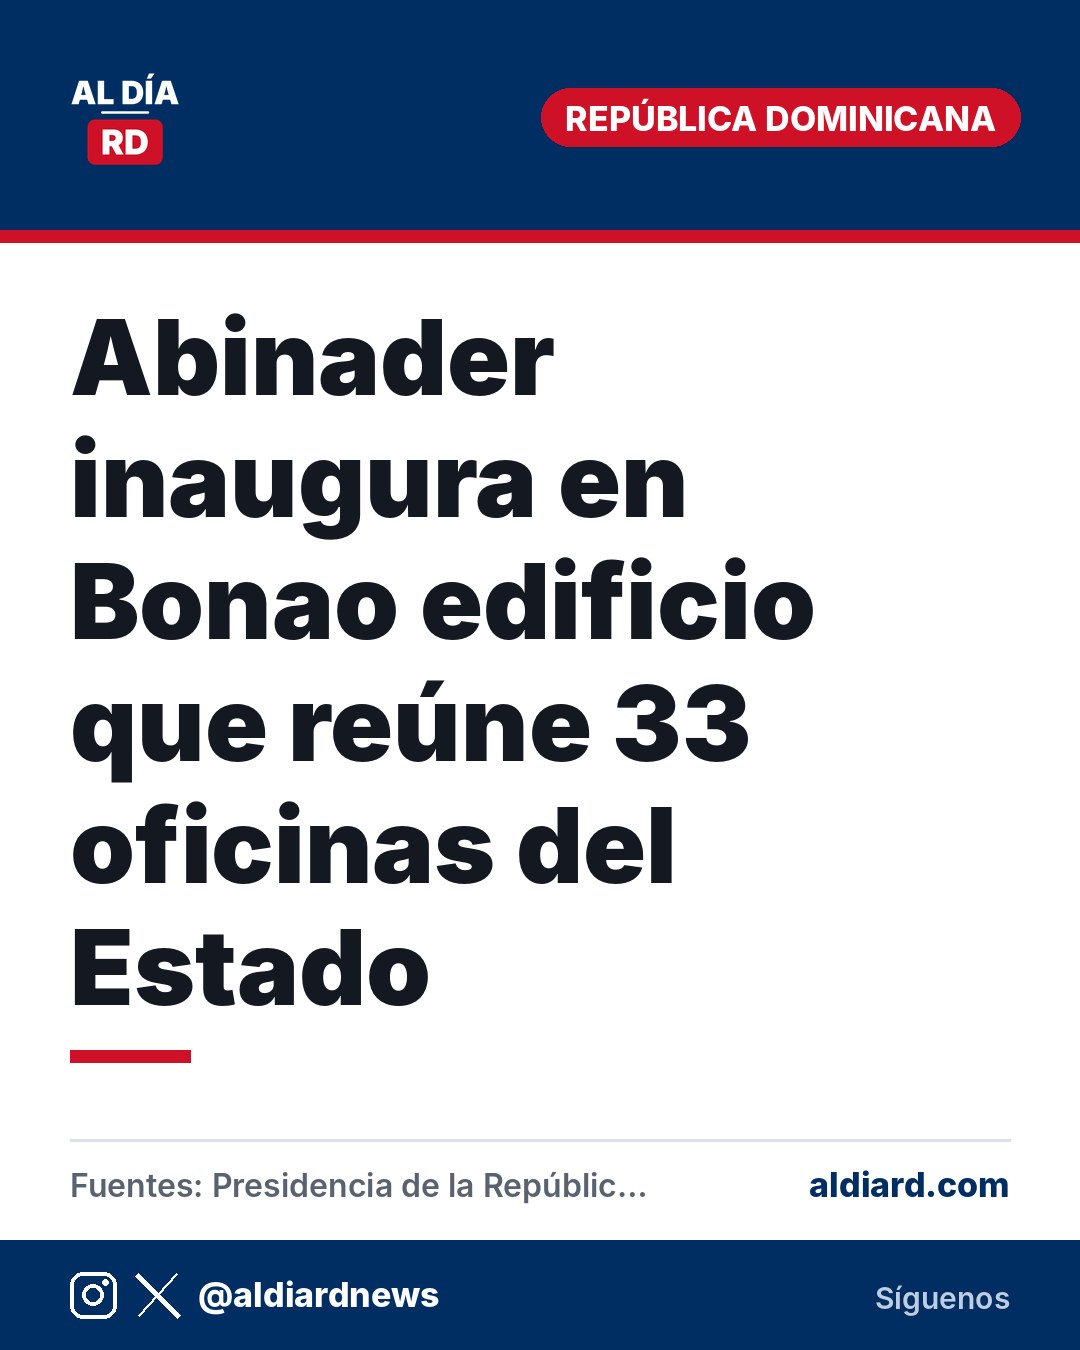 AL DÍA
RD
REPÚBLICA DOMINICANA
Abinader
inaugura en
Bonao edificio
que reúne 33
oficinas del
Estado
Fuentes: Presidencia de la Repúblic...
aldiard.com
@aldiardnews
Síguenos